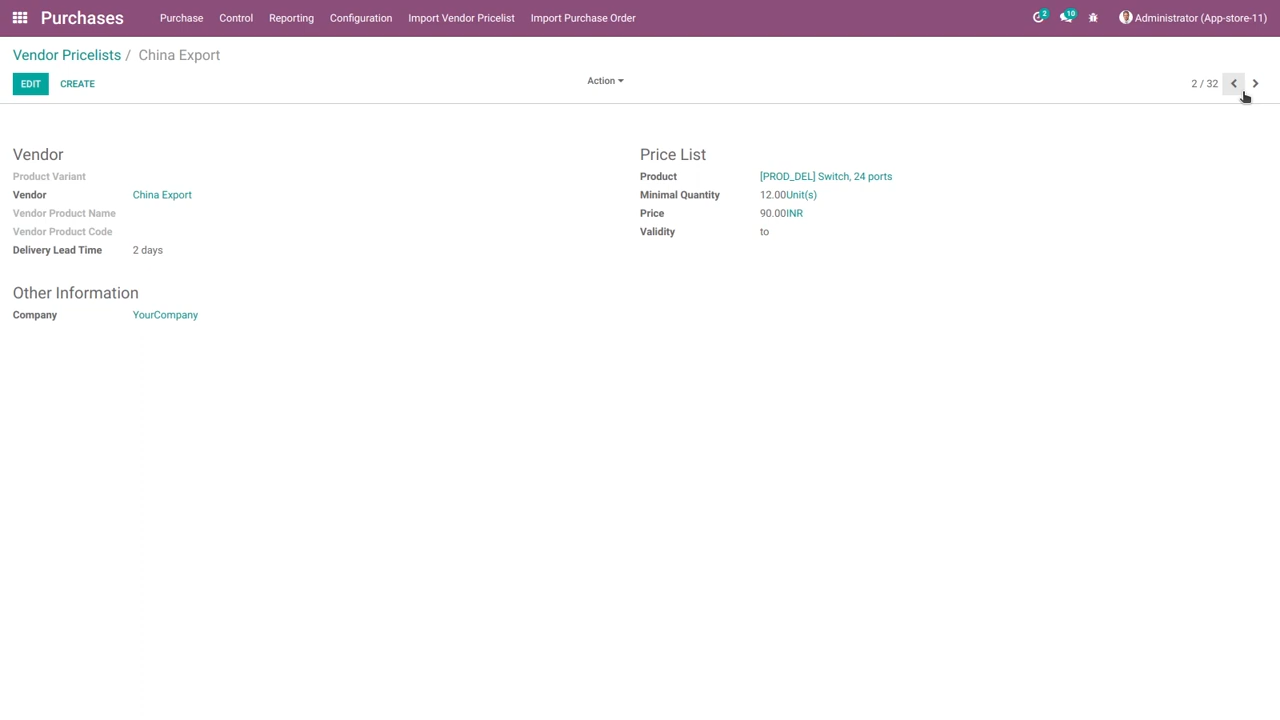 Purchases Purchase Control Reporting Configuration Import Vendor Pricelist Import Purchase Order 2 10 Administrator (App-store-11)
Vendor Pricelists / China Export
EDIT CREATE Action 2 / 32
Vendor
Product Variant
Vendor China Export
Vendor Product Name
Vendor Product Code
Delivery Lead Time 2 days
Other Information
Company YourCompany
Price List
Product [PROD_DEL] Switch, 24 ports
Minimal Quantity 12.00Unit(s)
Price 90.00INR
Validity to